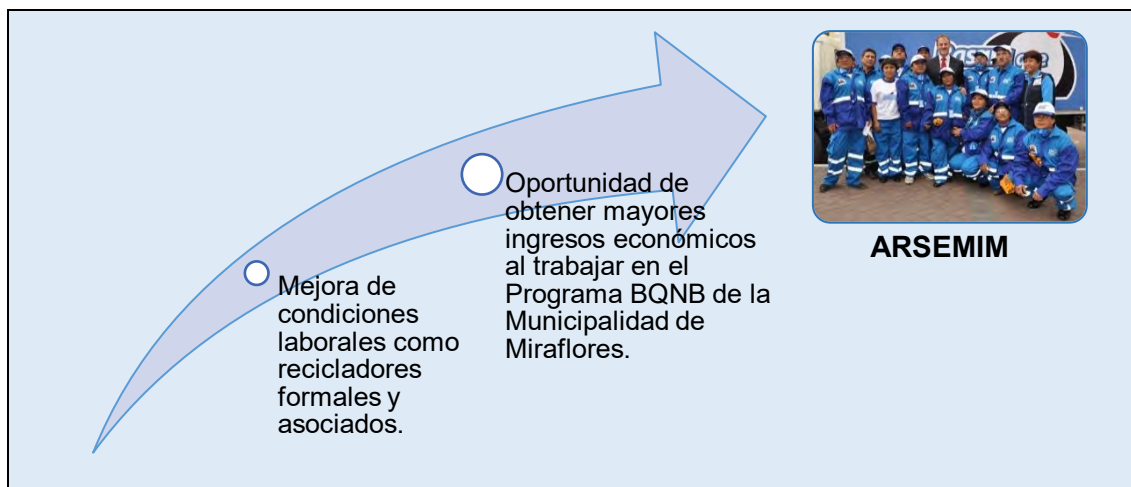 Mejora de
condiciones
laborales como
recicladores
formales y
asociados.
Oportunidad de
obtener mayores
ingresos económicos
al trabajar en el
Programa BQNB de la
Municipalidad de
Miraflores.
ARSEMIM